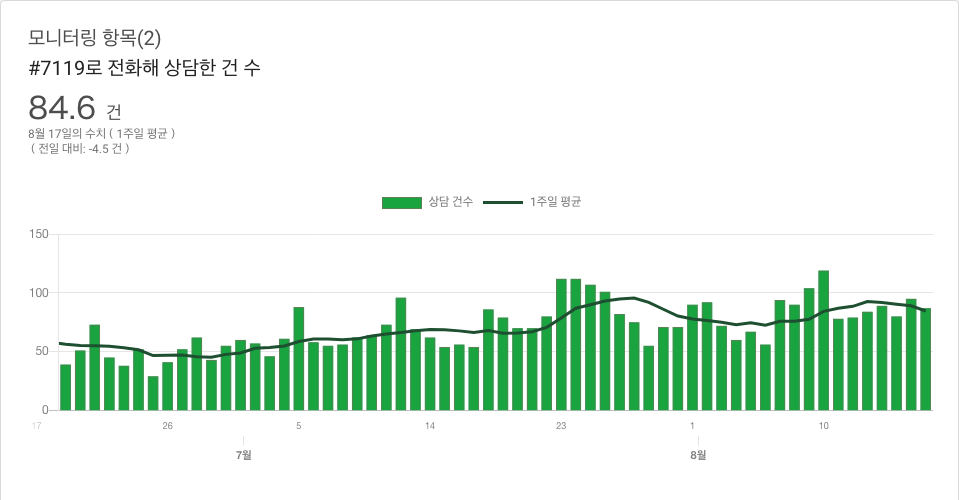 모니터링 항목(2)
#7119로 전화해 상담한 건 수
84.6 건
8월 17일의 수치 ( 1주일 평균 )
( 전일 대비: -4.5 건 )
상담 건수 1주일 평균
150
100
50
0
17 26 5 14 23 1 10
7월 8월